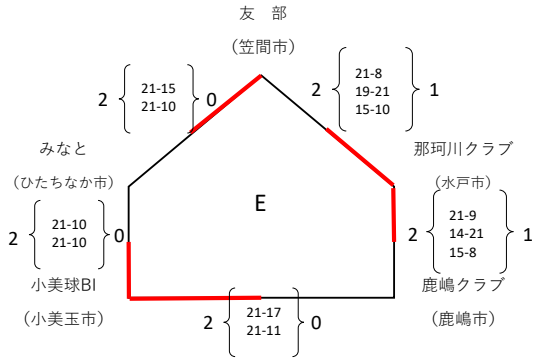 友 部
(笠間市)
2 21-15 0
21-10
2 21-8 1
19-21
15-10
みなと
(ひたちなか市)
那珂川クラブ
(水戸市)
E
2 21-10 0
21-10
2 21-9 1
14-21
15-8
小美球BI
(小美玉市)
鹿嶋クラブ
(鹿嶋市)
2 21-17 0
21-11